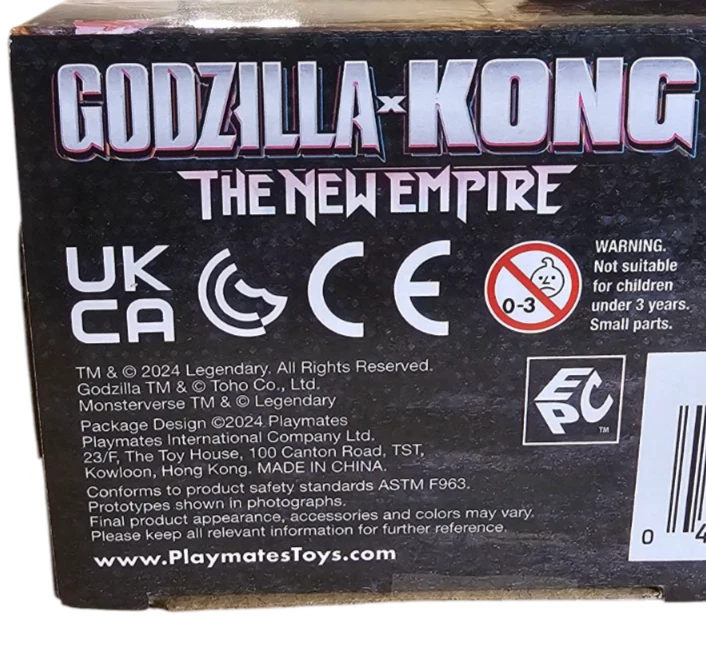 GODZILLA x KONG
THE NEW EMPIRE
UK
CA
CE
0-3
WARNING.
Not suitable
for children
under 3 years.
Small parts.
TM & © 2024 Legendary. All Rights Reserved.
Godzilla TM & © Toho Co., Ltd.
Monsterverse TM & © Legendary
Package Design ©2024 Playmates
Playmates International Company Ltd.
23/F, The Toy House, 100 Canton Road, TST,
Kowloon, Hong Kong. MADE IN CHINA.
Conforms to product safety standards ASTM F963.
Prototypes shown in photographs.
Final product appearance, accessories and colors may vary.
Please keep all relevant information for further reference.
www.PlaymatesToys.com
EPC
TM
0 4